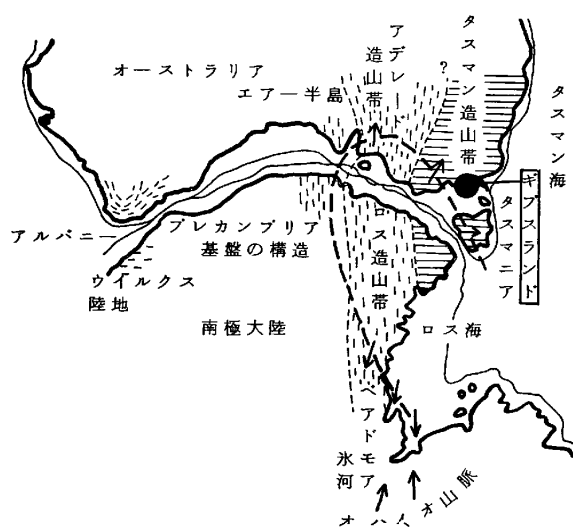 オーストラリア
エアー半島
アデレード
造山帯
?
タスマン造山帯
タスマン海
ギプスランド
タスマニア
アルバニー
プレカンブリア
基盤の構造
ロス造山帯
ウイルクス
陸地
南極大陸
ロス海
ベアドモア
氷河
オハイオ山脈